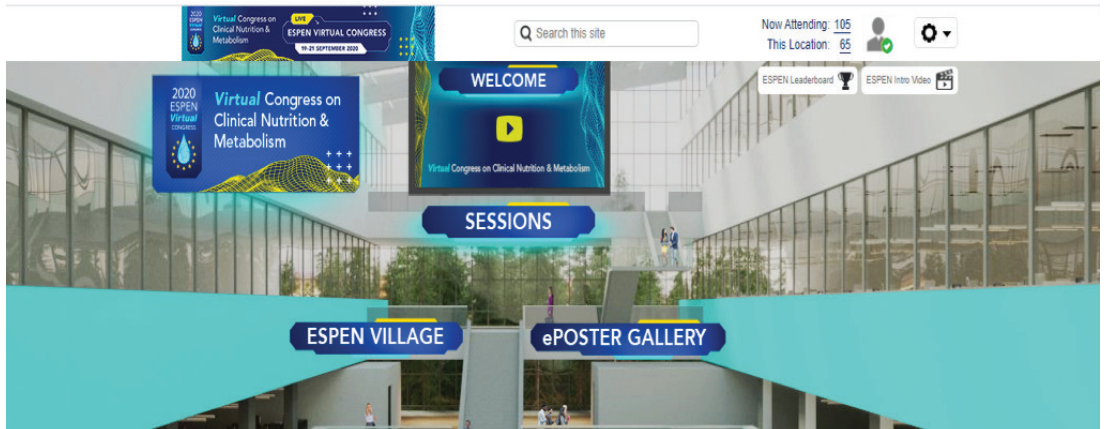 2020
ESPEN
Virtual
CONGRESS
Virtual Congress on
Clinical Nutrition &
Metabolism
LIVE
ESPEN VIRTUAL CONGRESS
19-21 SEPTEMBER 2020
Search this site
Now Attending: 105
This Location: 65
ESPEN Leaderboard
ESPEN Intro Video
2020
ESPEN
Virtual
CONGRESS
Virtual Congress on
Clinical Nutrition &
Metabolism
WELCOME
Virtual Congress on Clinical Nutrition & Metabolism
SESSIONS
ESPEN VILLAGE
ePOSTER GALLERY